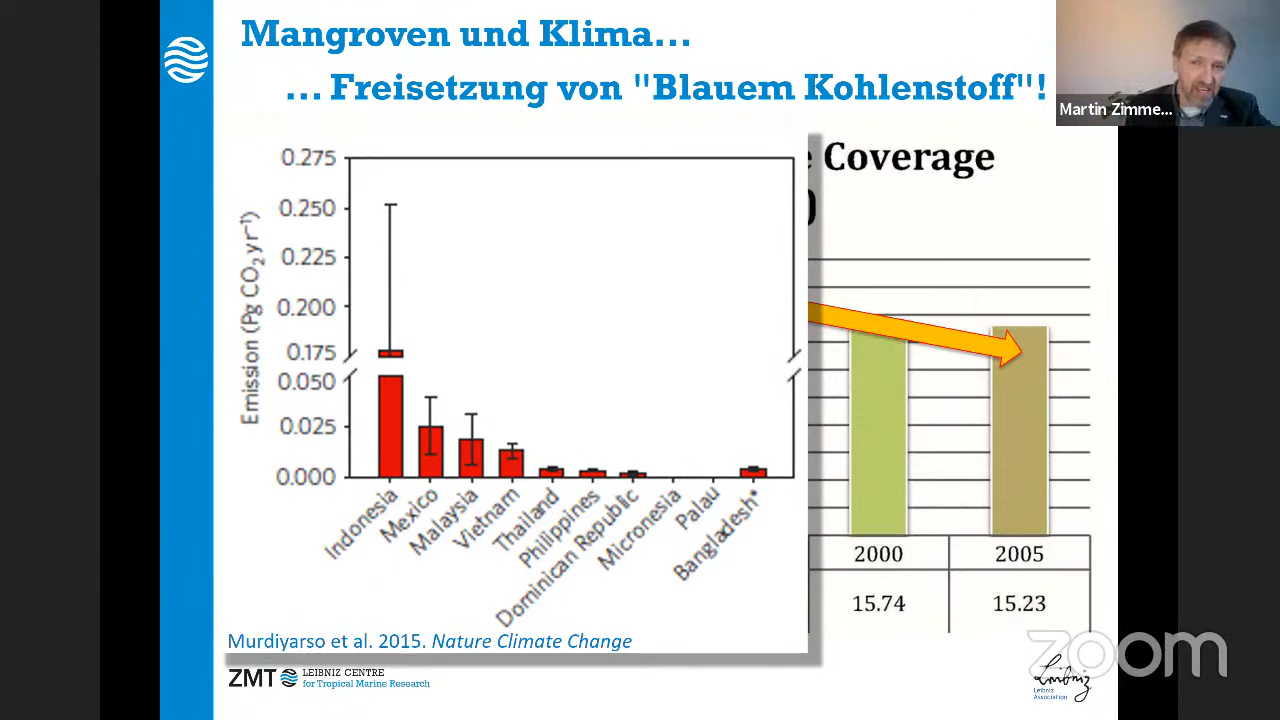 Mangroven und Klima...
... Freisetzung von "Blauem Kohlenstoff"!
Martin Zimme...
Coverage
0.275
0.250
0.225
0.200
0.175
0.050
0.025
0.000
Emission (Pg CO₂ yr⁻¹)
Indonesia
Mexico
Malaysia
Vietnam
Thailand
Philippines
Dominican Republic
Micronesia
Palau
Bangladesh*
2000 2005
15.74 15.23
Murdiyarso et al. 2015. Nature Climate Change
ZMT LEIBNIZ CENTRE
for Tropical Marine Research
zoom
Leibniz
Leibniz
Association